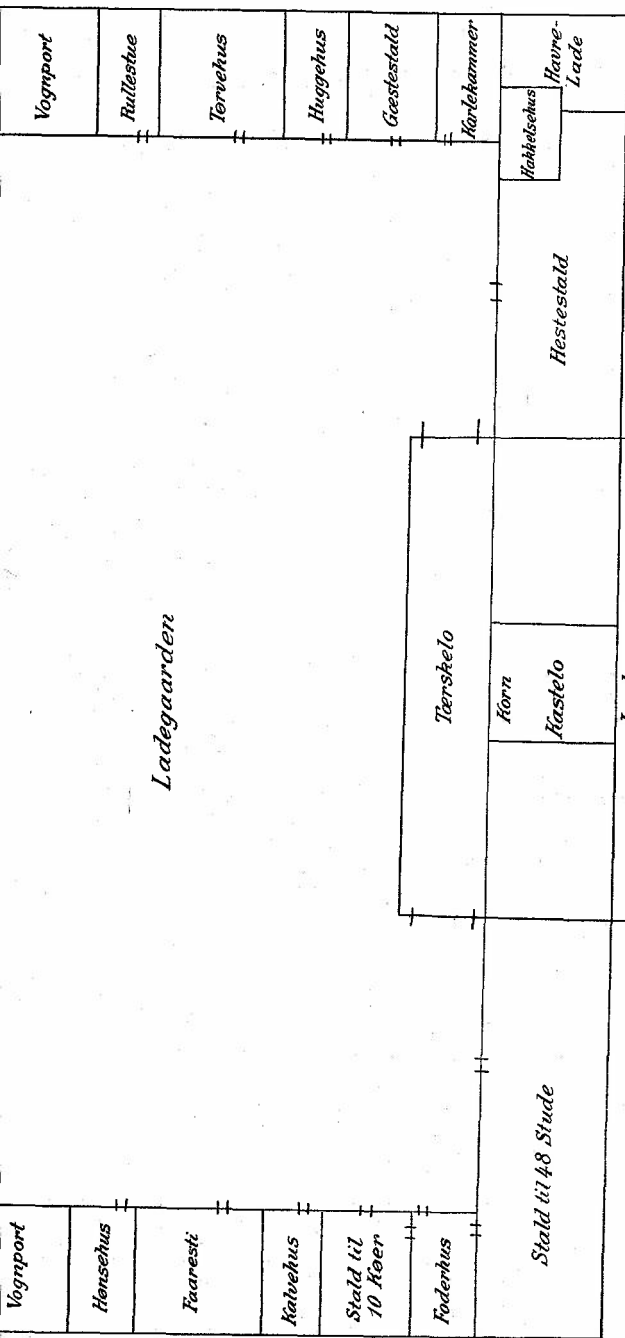 Vognport
Rullestue
Tørvehus
Huggehus
Gæstestald
Karlekammer
Havre-
Lade
Hakkelsehus
Hestestald
Ladegaarden
Tærskelo
Korn
Kastelo
Vognport
Hønsehus
Faaresti
Kalvehus
Stald til
10 Køer
Foderhus
Stald til 48 Stude